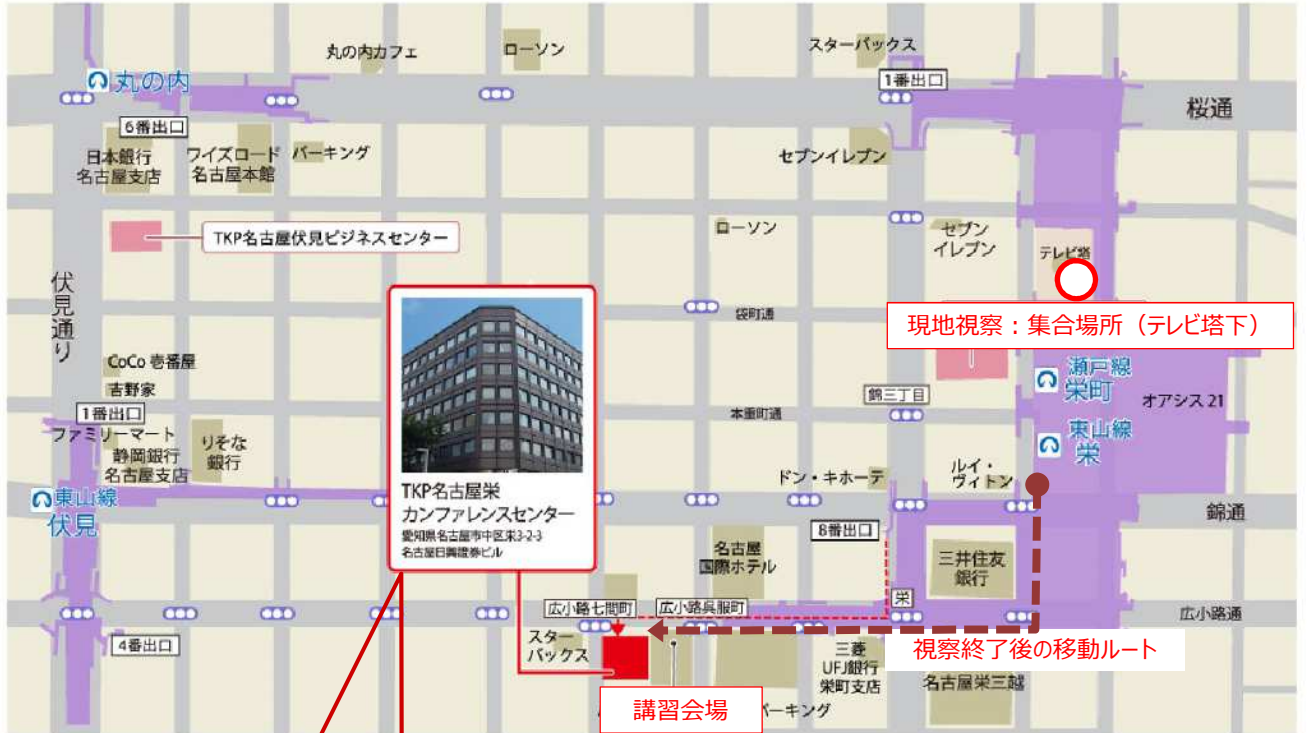 丸の内カフェ
ローソン
スターバックス
丸の内
1番出口
桜通
6番出口
日本銀行
名古屋支店
ワイズロード
名古屋本館
パーキング
セブンイレブン
TKP名古屋伏見ビジネスセンター
ローソン
セブン
イレブン
テレビ塔
伏見通り
袋町通
現地視察:集合場所(テレビ塔下)
CoCo 壱番屋
吉野家
瀬戸線
栄町
オアシス21
1番出口
錦三丁目
本重町通
ファミリーマート
静岡銀行
名古屋支店
りそな
銀行
東山線
栄
ドン・キホーテ
ルイ・
ヴィトン
東山線
伏見
TKP名古屋栄
カンファレンスセンター
愛知県名古屋市中区栄3-2-3
名古屋日興證券ビル
錦通
8番出口
名古屋
国際ホテル
三井住友
銀行
広小路七間町
広小路呉服町
栄
広小路通
4番出口
スター
バックス
三菱
UFJ銀行
栄町支店
視察終了後の移動ルート
名古屋栄三越
講習会場
ーキング